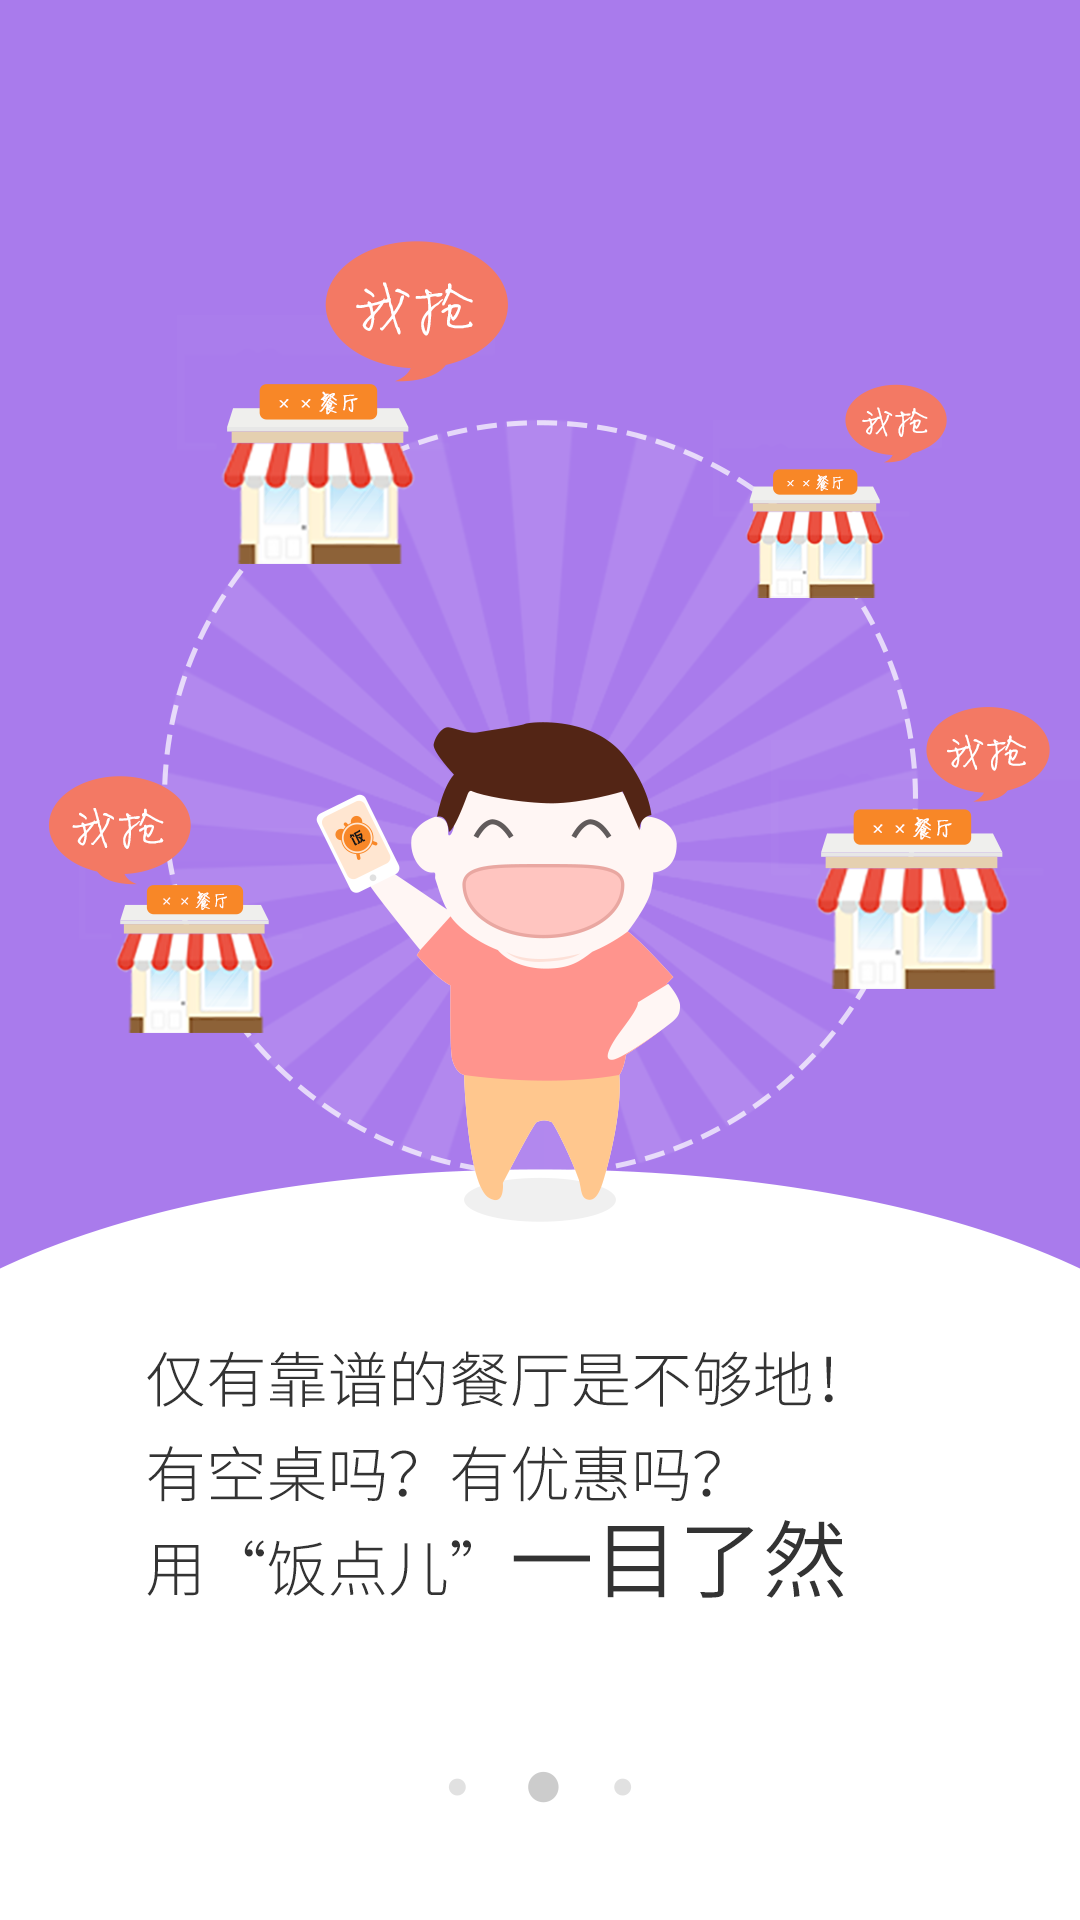 我抢
××餐厅
我抢
××餐厅
我抢
××餐厅
我抢
××餐厅
饭
仅有靠谱的餐厅是不够地！
有空桌吗？有优惠吗？
用“饭点儿”一目了然